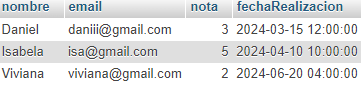 nombre email nota fechaRealizacion
Daniel daniii@gmail.com 3 2024-03-15 12:00:00
Isabela isa@gmail.com 5 2024-04-10 10:00:00
Viviana viviana@gmail.com 2 2024-06-20 04:00:00